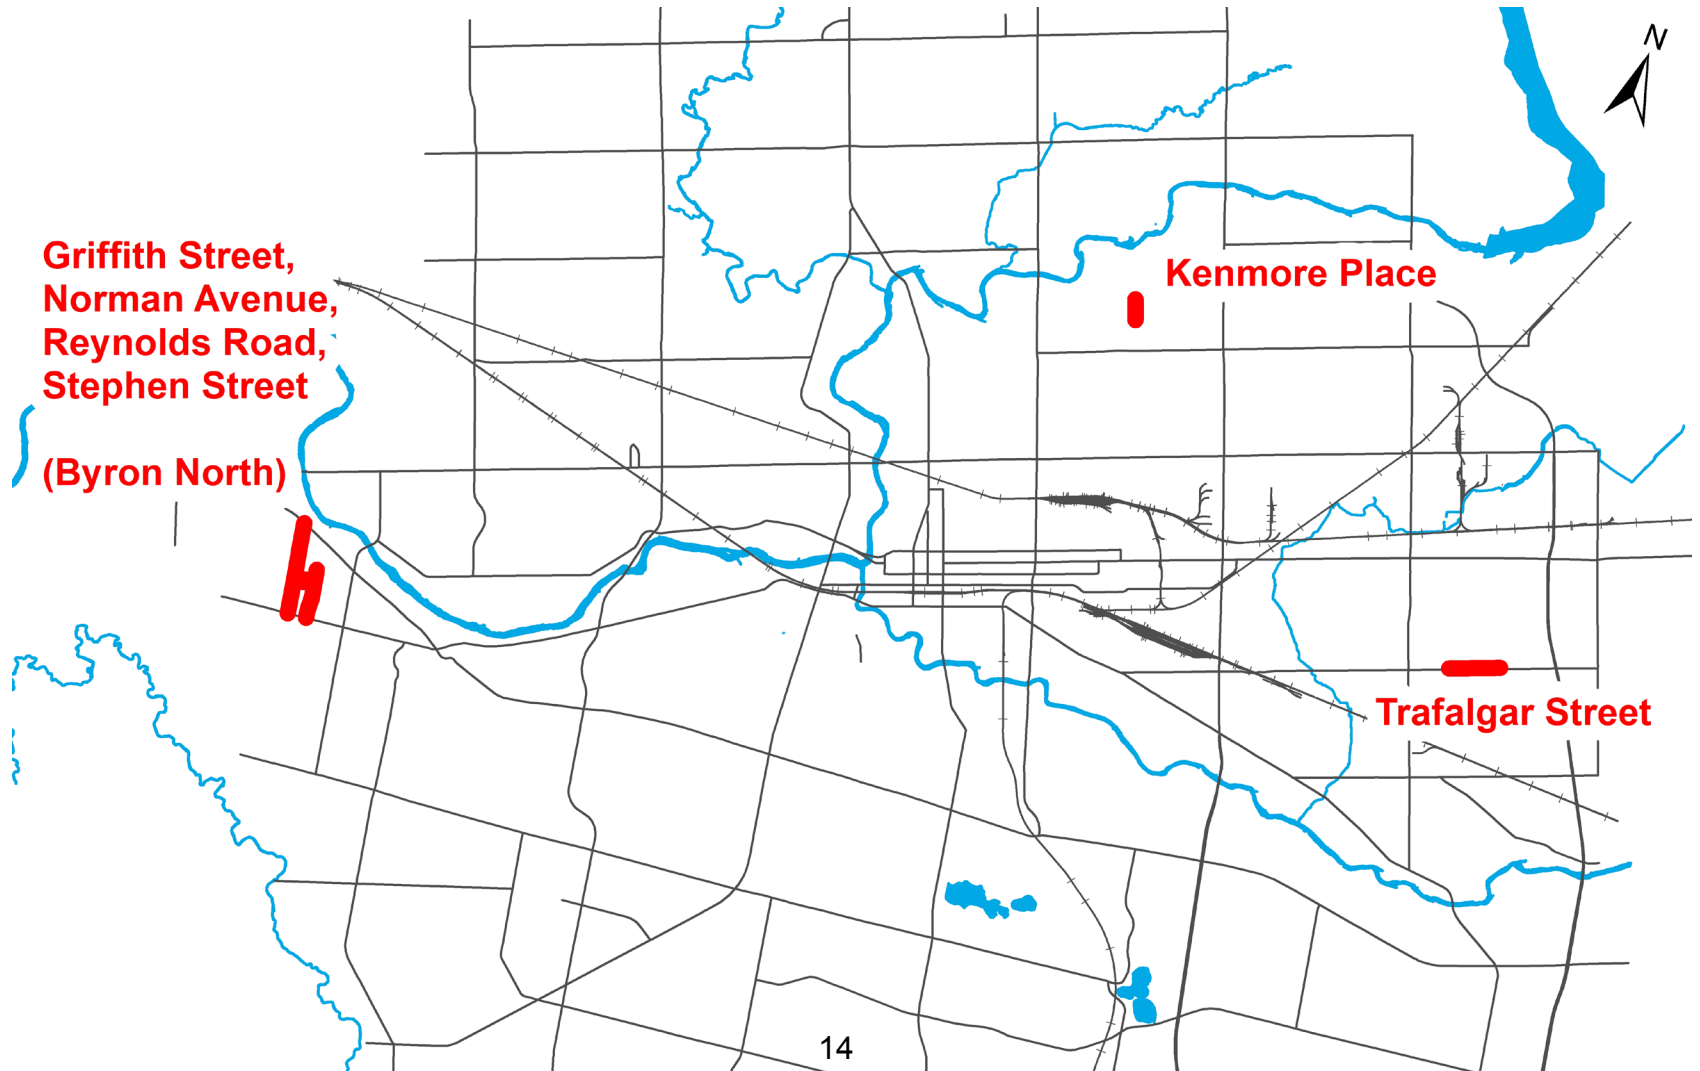 N
Griffith Street,
Norman Avenue,
Reynolds Road,
Stephen Street
(Byron North)
Kenmore Place
Trafalgar Street
14